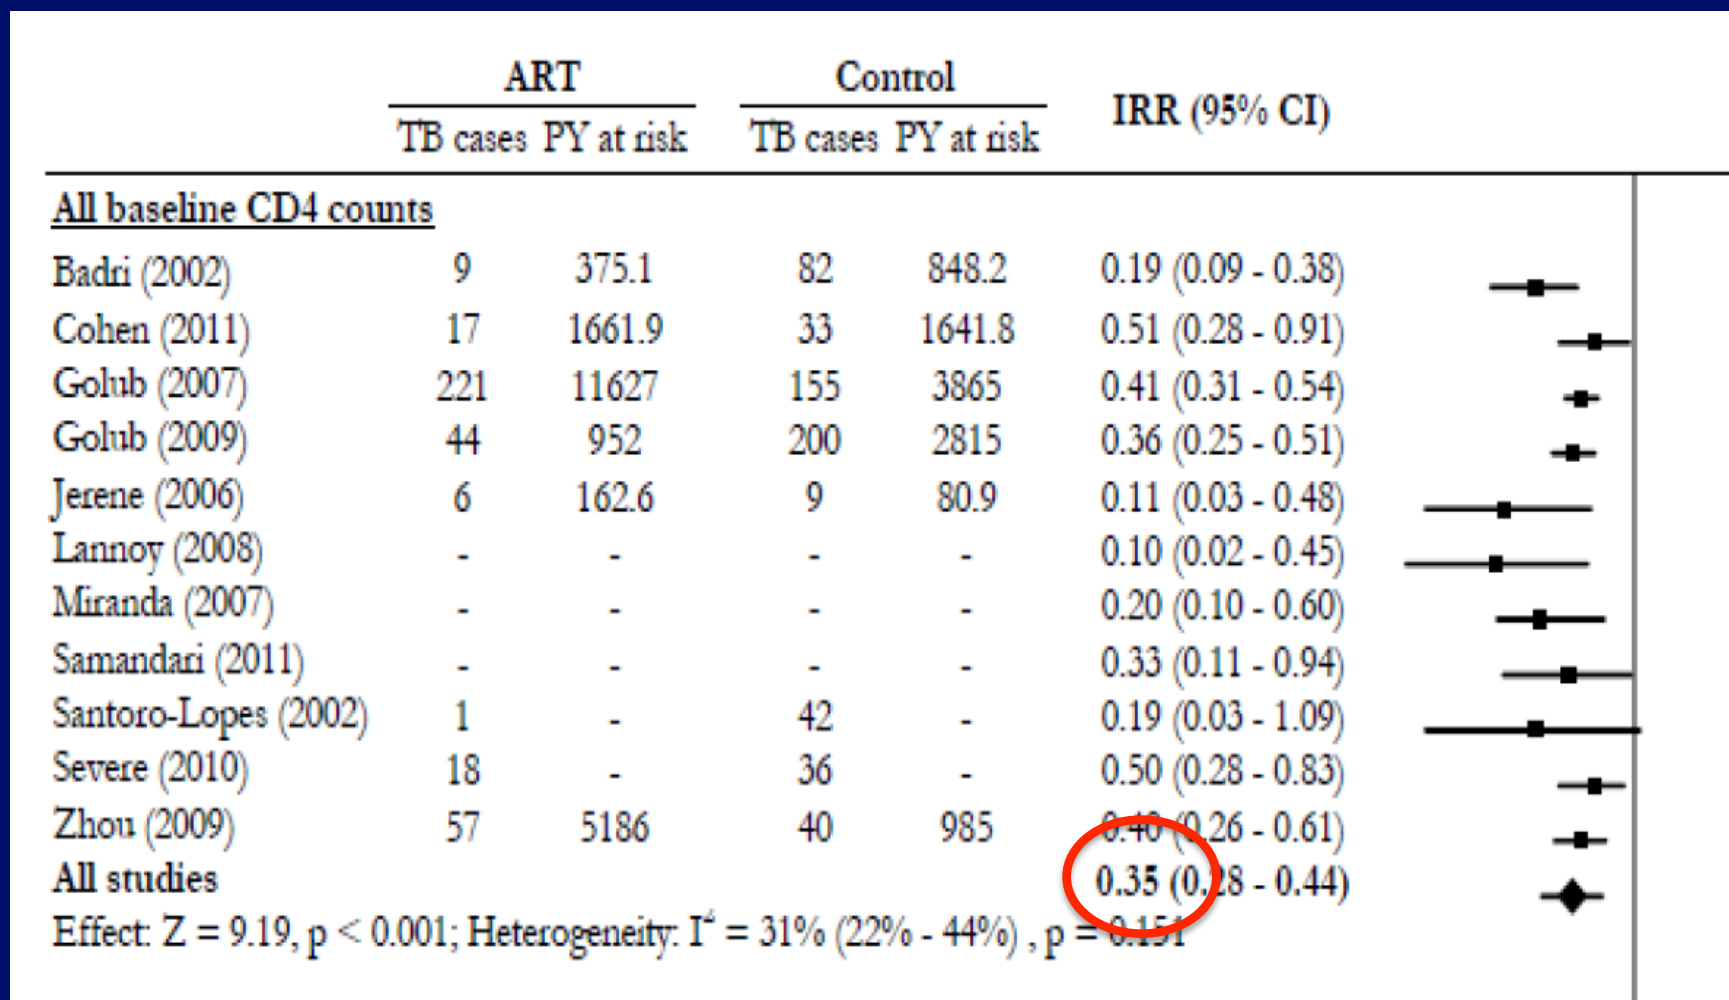 ART Control IRR (95% CI)
TB cases PY at risk TB cases PY at risk
All baseline CD4 counts
Badri (2002) 9 375.1 82 848.2 0.19 (0.09 - 0.38)
Cohen (2011) 17 1661.9 33 1641.8 0.51 (0.28 - 0.91)
Golub (2007) 221 11627 155 3865 0.41 (0.31 - 0.54)
Golub (2009) 44 952 200 2815 0.36 (0.25 - 0.51)
Jerene (2006) 6 162.6 9 80.9 0.11 (0.03 - 0.48)
Lannoy (2008) - - - - 0.10 (0.02 - 0.45)
Miranda (2007) - - - - 0.20 (0.10 - 0.60)
Samandari (2011) - - - - 0.33 (0.11 - 0.94)
Santoro-Lopes (2002) 1 - 42 - 0.19 (0.03 - 1.09)
Severe (2010) 18 - 36 - 0.50 (0.28 - 0.83)
Zhou (2009) 57 5186 40 985 0.40 (0.26 - 0.61)
All studies 0.35 (0.28 - 0.44)
Effect: Z = 9.19, p < 0.001; Heterogeneity: I² = 31% (22% - 44%) , p = 0.151